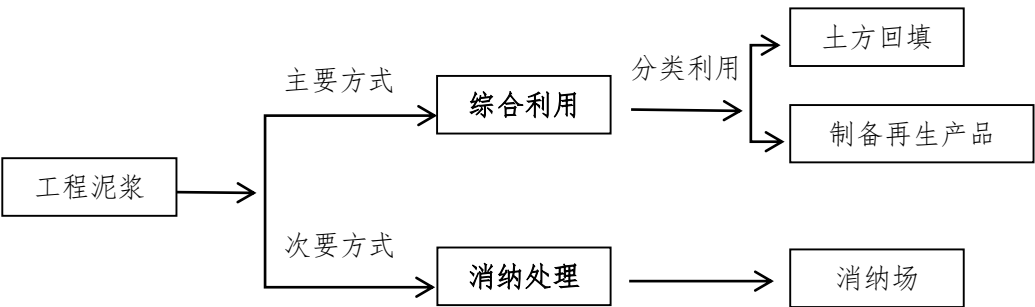 土方回填
分类利用
主要方式
综合利用
制备再生产品
工程泥浆
次要方式
消纳处理
消纳场